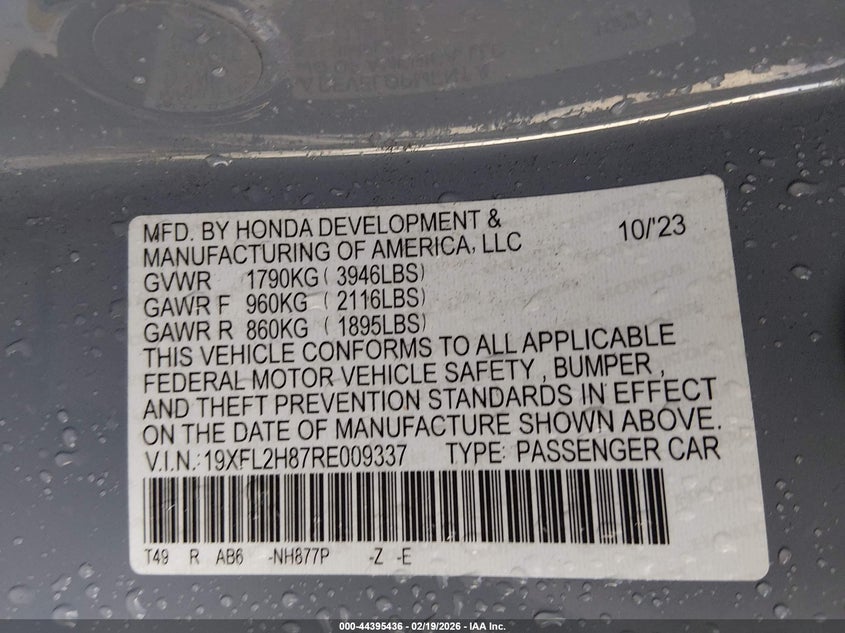 MFD. BY HONDA DEVELOPMENT &
MANUFACTURING OF AMERICA, LLC 10/'23
GVWR 1790KG ( 3946LBS)
GAWR F 960KG ( 2116LBS)
GAWR R 860KG ( 1895LBS)
THIS VEHICLE CONFORMS TO ALL APPLICABLE
FEDERAL MOTOR VEHICLE SAFETY , BUMPER ,
AND THEFT PREVENTION STANDARDS IN EFFECT
ON THE DATE OF MANUFACTURE SHOWN ABOVE.
V.I.N.: 19XFL2H87RE009337 TYPE: PASSENGER CAR
T49 R AB6 -NH877P -Z -E
000-44395436 - 02/19/2026 - IAA Inc.